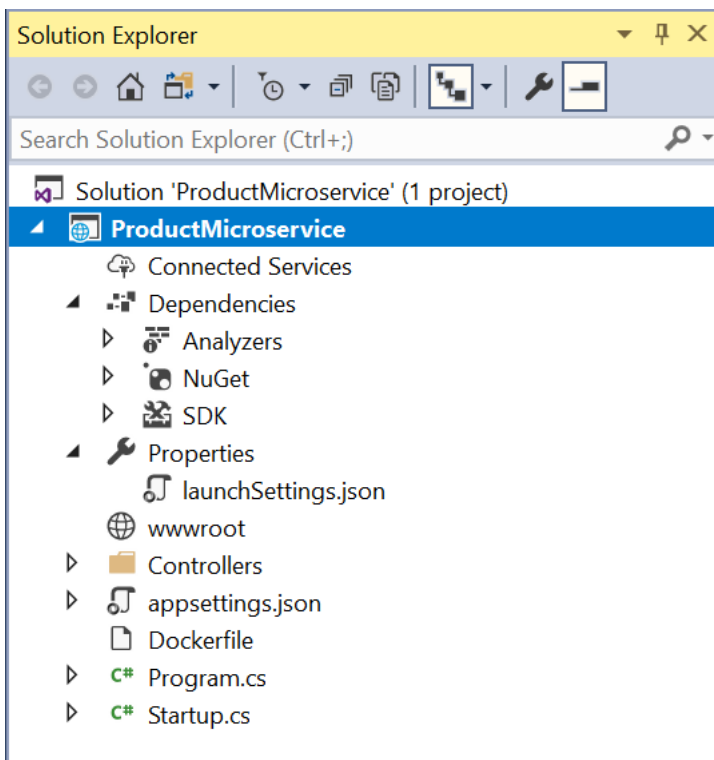 Solution Explorer
Search Solution Explorer (Ctrl+;)
Solution 'ProductMicroservice' (1 project)
ProductMicroservice
Connected Services
Dependencies
Analyzers
NuGet
SDK
Properties
launchSettings.json
wwwroot
Controllers
appsettings.json
Dockerfile
C# Program.cs
C# Startup.cs